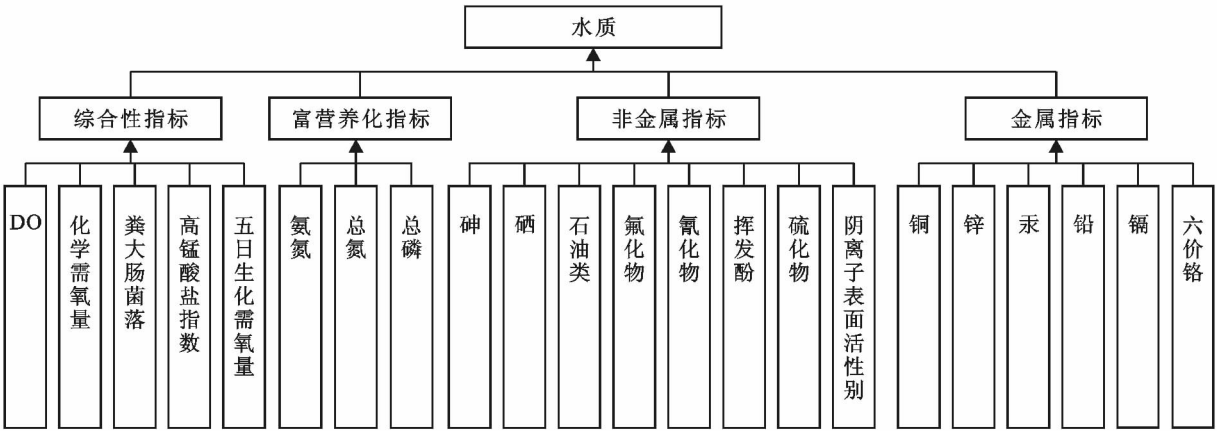 水质
综合性指标
富营养化指标
非金属指标
金属指标
DO
化学需氧量
粪大肠菌落
高锰酸盐指数
五日生化需氧量
氨氮
总氮
总磷
砷
硒
石油类
氟化物
氰化物
挥发酚
硫化物
阴离子表面活性别
铜
锌
汞
铅
镉
六价铬